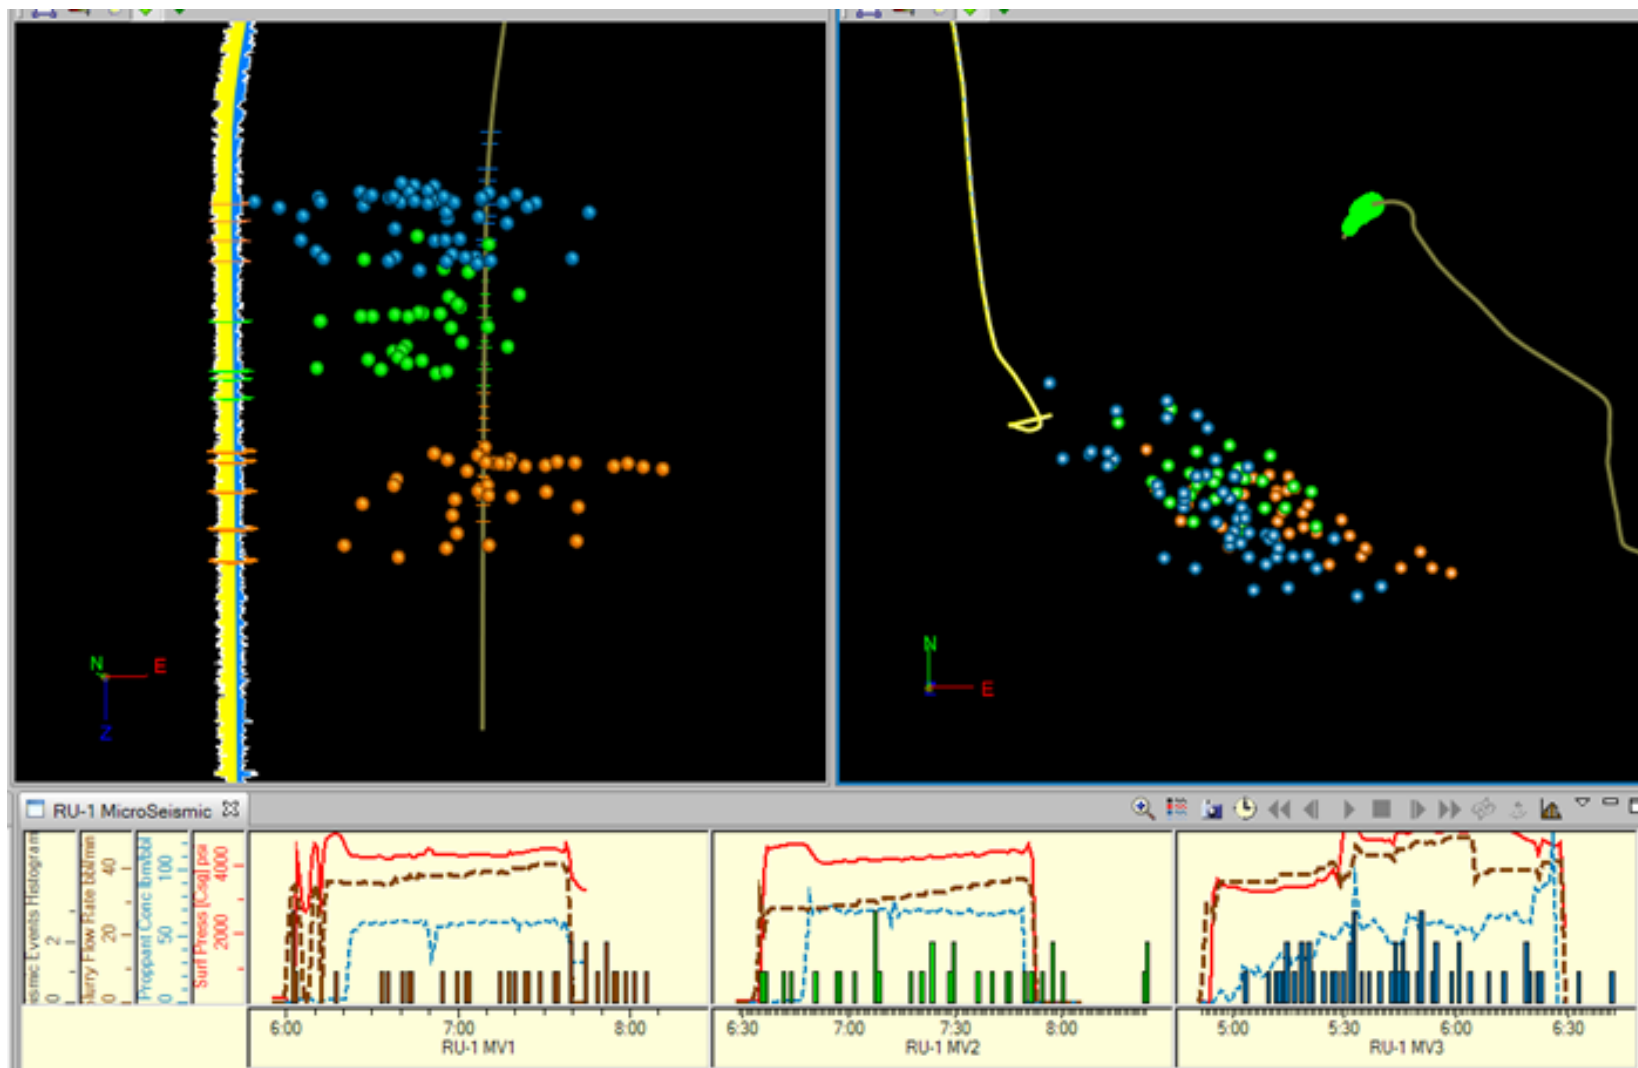 N
E
Z
N
E
RU-1 MicroSeismic
ismic Events Histogram
0 2
lurry Flow Rate bbl/min
0 20 40
Proppant Conc lbm/bbl
0 50 100
Surf Press [Csg] psi
2000 4000
6:00 7:00 8:00
RU-1 MV1
6:30 7:00 7:30 8:00
RU-1 MV2
5:00 5:30 6:00 6:30
RU-1 MV3